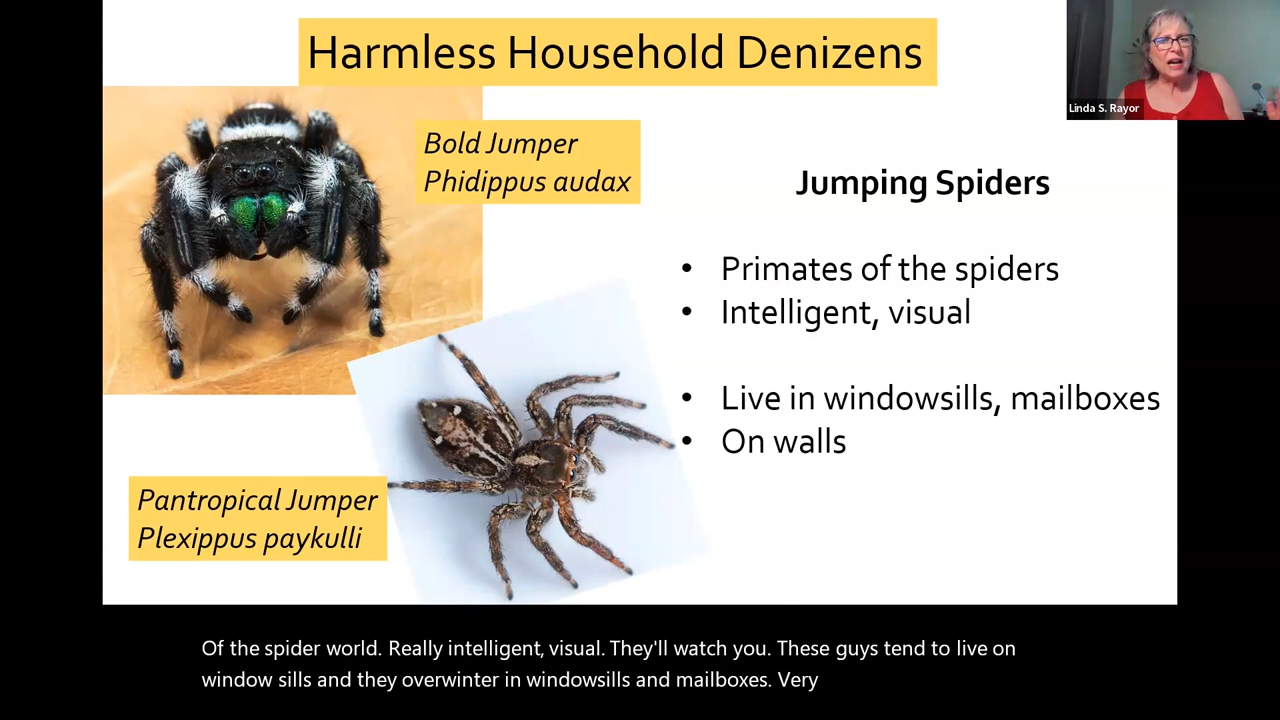 Harmless Household Denizens
Linda S. Rayor
Bold Jumper
Phidippus audax
Jumping Spiders
• Primates of the spiders
• Intelligent, visual
• Live in windowsills, mailboxes
• On walls
Pantropical Jumper
Plexippus paykulli
Of the spider world. Really intelligent, visual. They'll watch you. These guys tend to live on
window sills and they overwinter in windowsills and mailboxes. Very